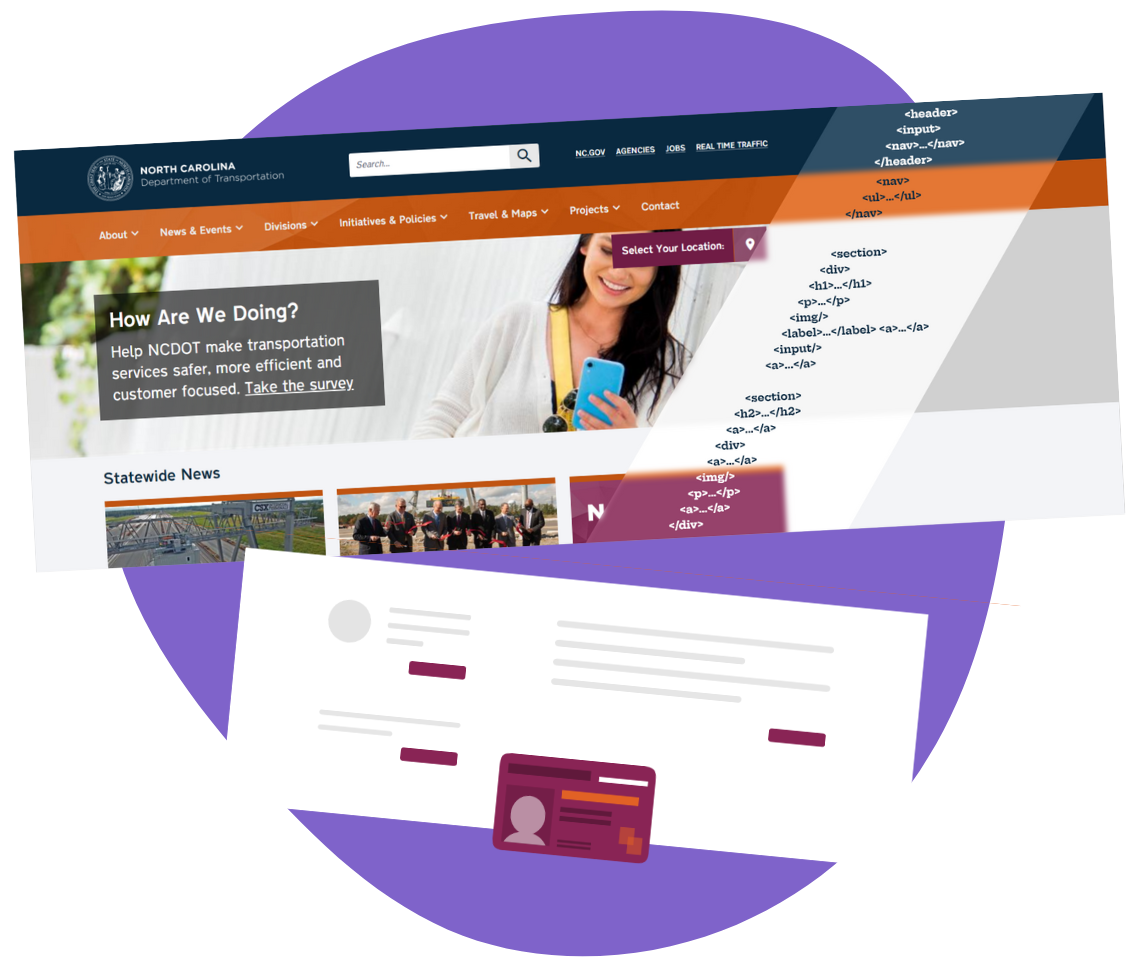 NORTH CAROLINA
Department of Transportation
Search...
NC.GOV AGENCIES JOBS REAL TIME TRAFFIC
About News & Events Divisions Initiatives & Policies Travel & Maps Projects Contact
Select Your Location:
How Are We Doing?
Help NCDOT make transportation
services safer, more efficient and
customer focused. Take the survey
Statewide News
N
<header>
<input>
<nav>...</nav>
</header>
<nav>
<ul>...</ul>
</nav>
<section>
<div>
<h1>...</h1>
<p>...</p>
<img/>
<label>...</label> <a>...</a>
<input/>
<a>...</a>
<section>
<h2>...</h2>
<a>...</a>
<div>
<a>...</a>
<img/>
<p>...</p>
<a>...</a>
</div>